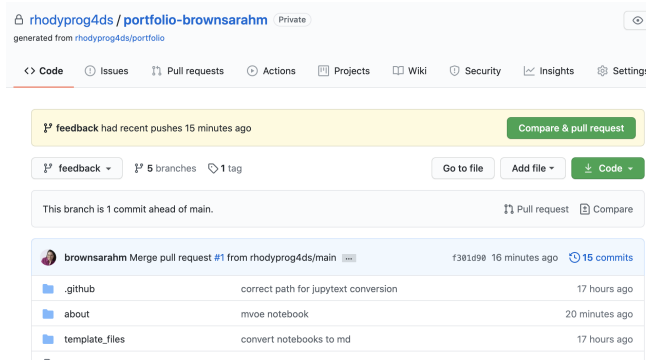 rhodyprog4ds / portfolio-brownsarahm Private
generated from rhodyprog4ds/portfolio
<> Code Issues Pull requests Actions Projects Wiki Security Insights Settings
feedback had recent pushes 15 minutes ago Compare & pull request
feedback 5 branches 1 tag Go to file Add file Code
This branch is 1 commit ahead of main. Pull request Compare
brownsarahm Merge pull request #1 from rhodyprog4ds/main ... f301d90 16 minutes ago 15 commits
.github correct path for jupytext conversion 17 hours ago
about mvoe notebook 20 minutes ago
template_files convert notebooks to md 17 hours ago